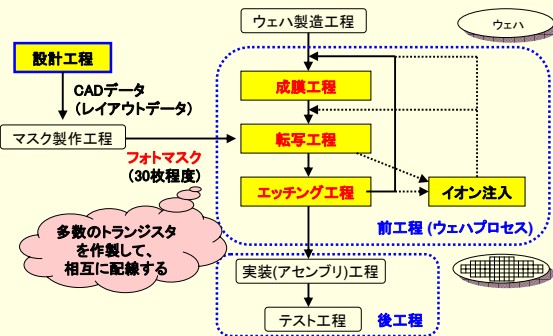 ウェハ製造工程
ウェハ
設計工程
CADデータ
(レイアウトデータ)
成膜工程
マスク製作工程
転写工程
フォトマスク
(30枚程度)
エッチング工程
イオン注入
前工程 (ウェハプロセス)
多数のトランジスタ
を作製して、
相互に配線する
実装(アセンブリ)工程
テスト工程
後工程